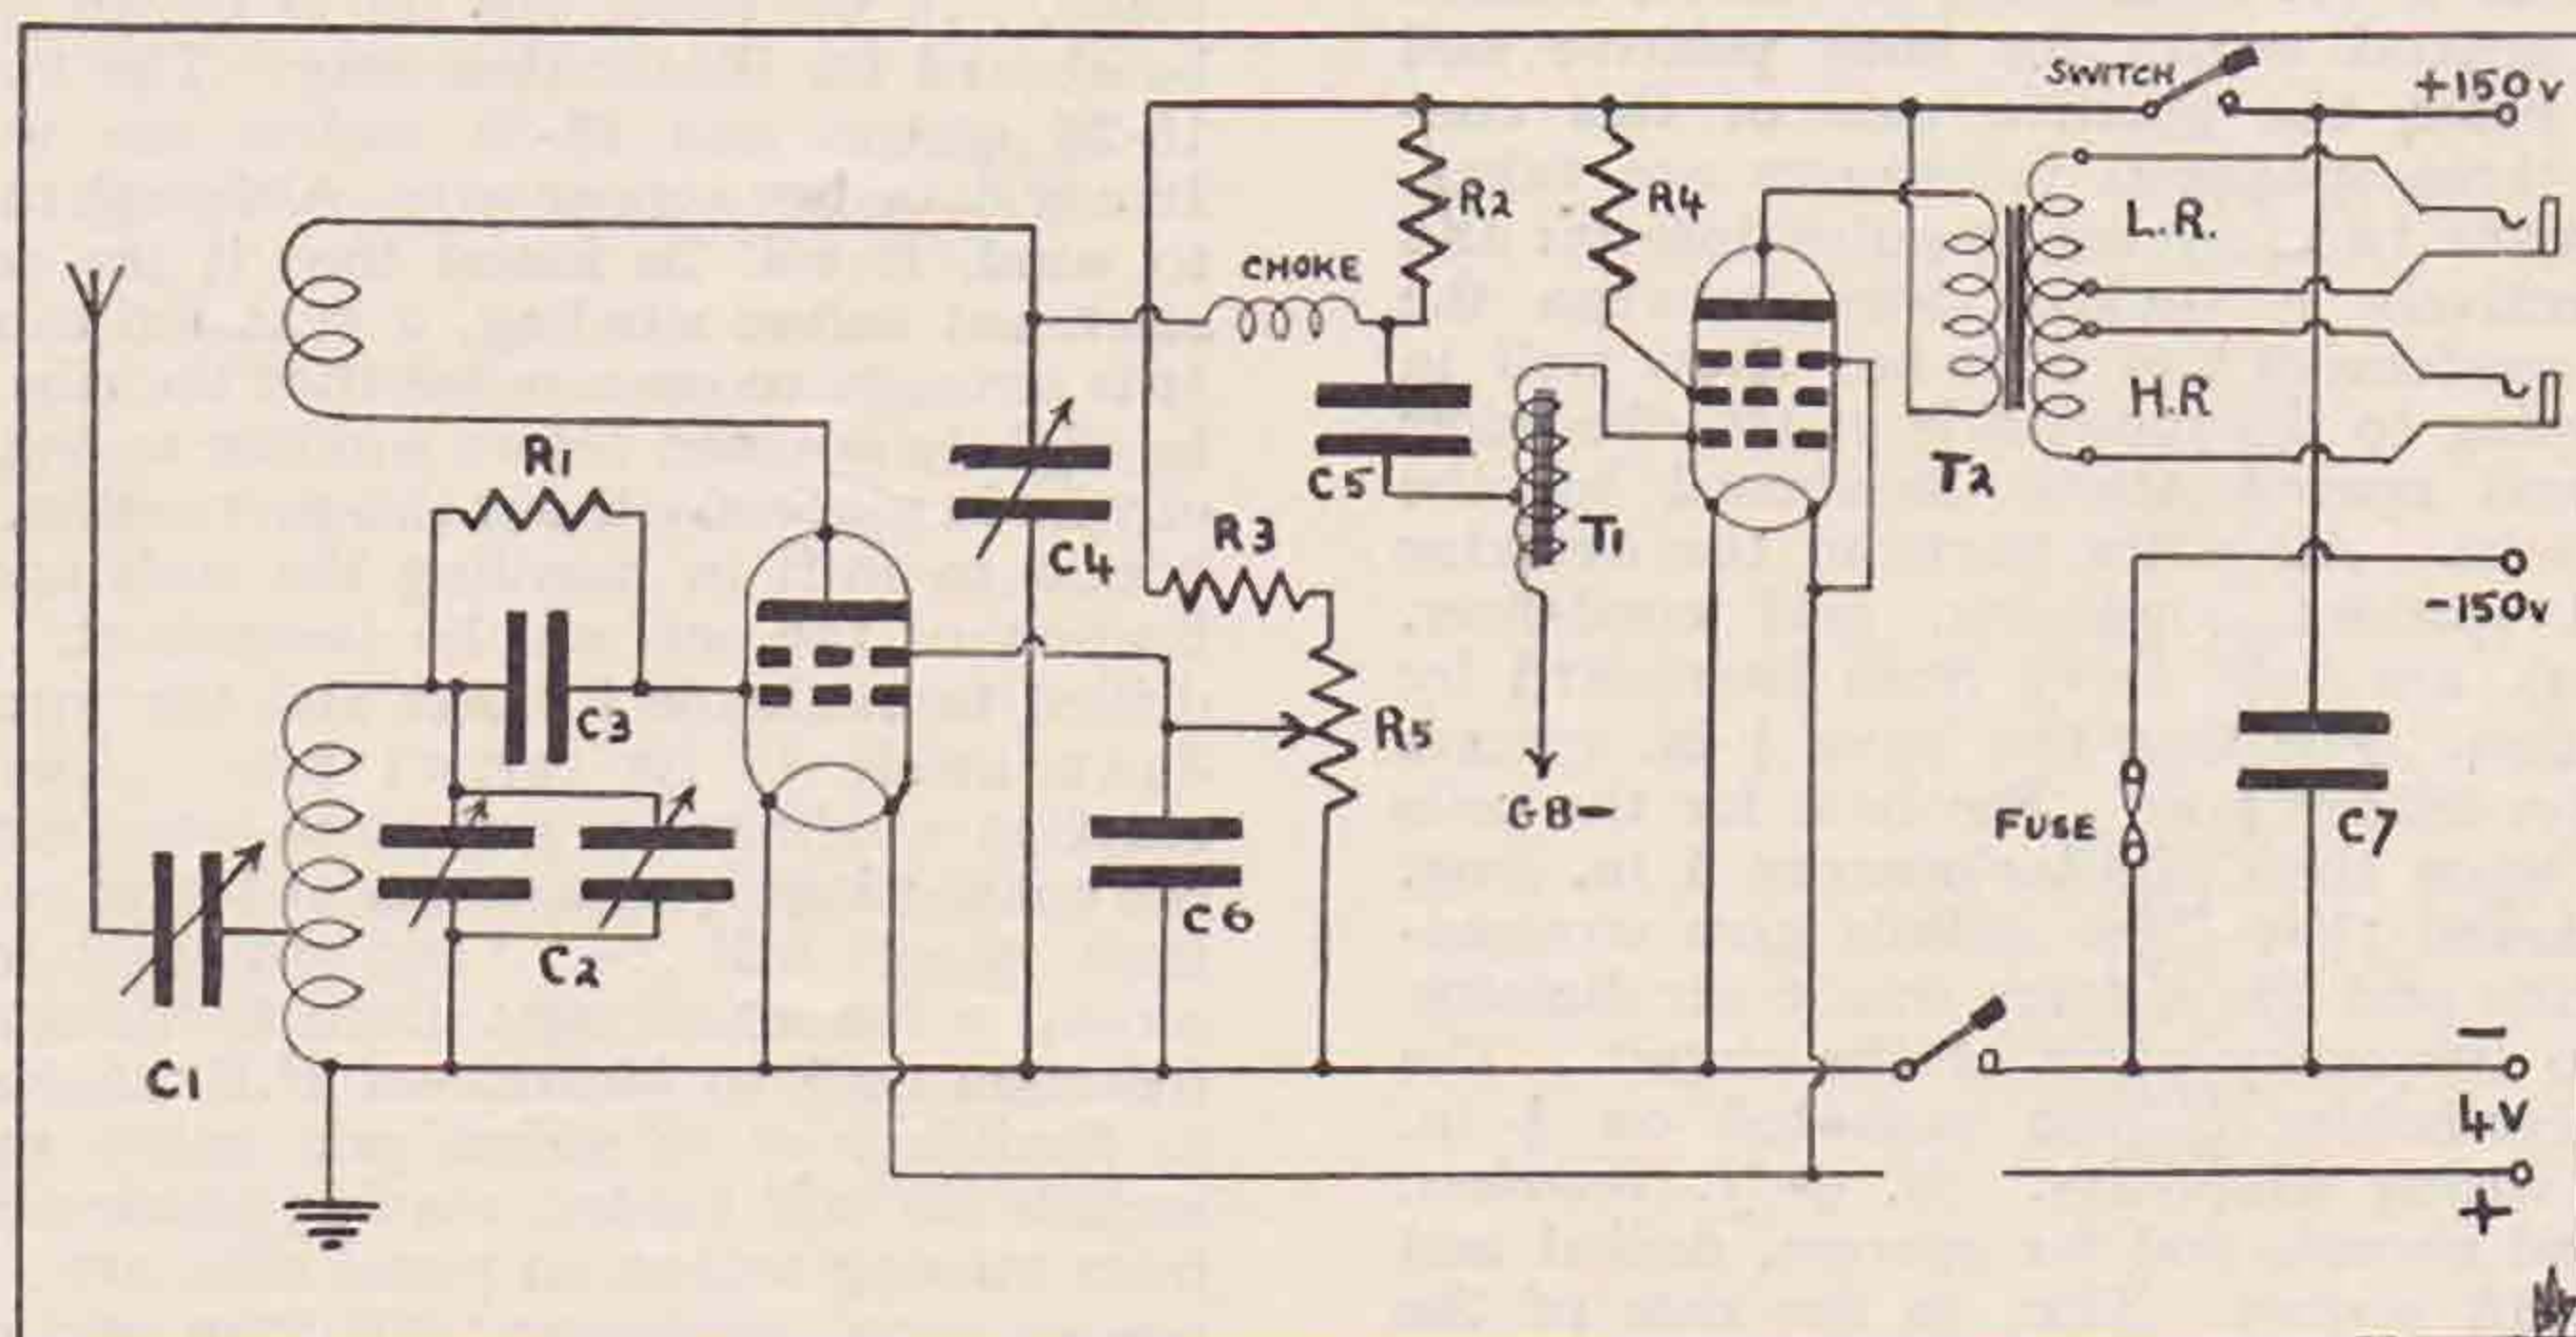 SWITCH
+150v
R2
R4
L.R.
CHOKE
H.R
R1
C5
T2
C4
R3
T1
-150v
C3
R5
GB-
FUSE
C7
C6
C2
C1
-
4V
+